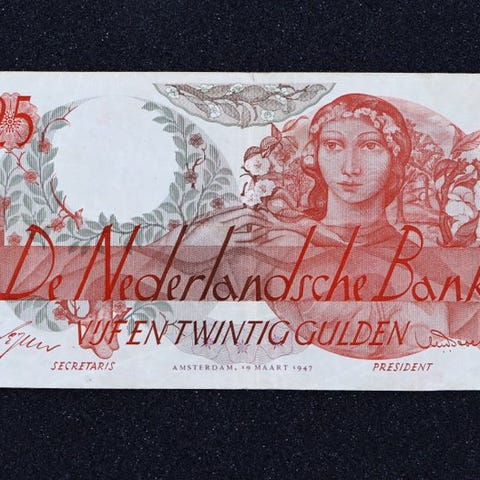 25
De Nederlandsche Bank
VIJF EN TWINTIG GULDEN
SECRETARIS
AMSTERDAM, 19 MAART 1947
PRESIDENT